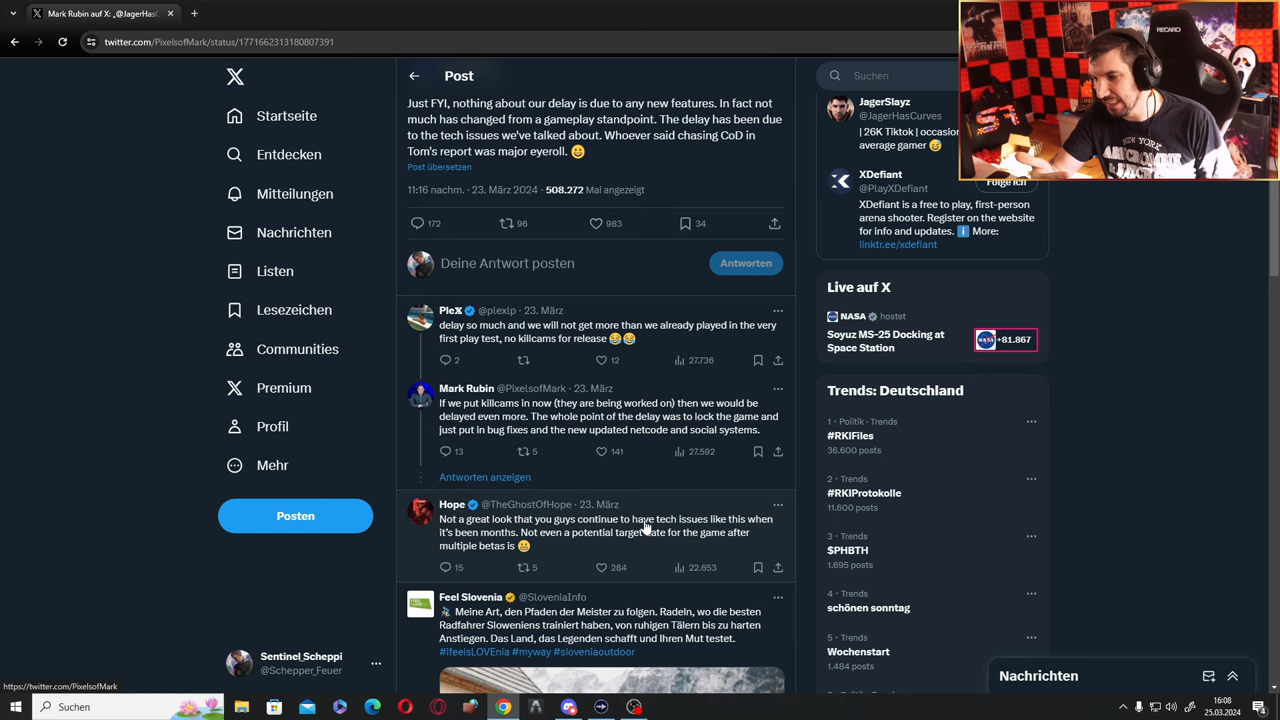 Mark Rubin auf X: „@JagerHasC
twitter.com/PixelsofMark/status/1771662313180807391
Startseite
Entdecken
Mitteilungen
Nachrichten
Listen
Lesezeichen
Communities
Premium
Profil
Mehr
Posten
Sentinel_Scheppi
@Schepper_Feuer
Post
Just FYI, nothing about our delay is due to any new features. In fact not
much has changed from a gameplay standpoint. The delay has been due
to the tech issues we've talked about. Whoever said chasing CoD in
Tom's report was major eyeroll. 😀
Post übersetzen
11:16 nachm. · 23. März 2024 · 508.272 Mal angezeigt
172 96 983 34
Deine Antwort posten
Antworten
PleX @plexlp · 23. März
delay so much and we will not get more than we already played in the very
first play test, no killcams for release 😂😂
2 12 27,736
Mark Rubin @PixelsofMark · 23. März
If we put killcams in now (they are being worked on) then we would be
delayed even more. The whole point of the delay was to lock the game and
just put in bug fixes and the new updated netcode and social systems.
13 5 141 27.592
Antworten anzeigen
Hope @TheGhostOfHope · 23. März
Not a great look that you guys continue to have tech issues like this when
it's been months. Not even a potential target date for the game after
multiple betas is 😬
15 5 284 22.653
Feel Slovenia @SloveniaInfo
🚴 Meine Art, den Pfaden der Meister zu folgen. Radeln, wo die besten
Radfahrer Sloweniens trainiert haben, von ruhigen Tälern bis zu harten
Anstiegen. Das Land, das Legenden schafft und Ihren Mut testet.
#ifeelsLOVEnia #myway #sloveniaoutdoor
Suchen
JagerSlayz
@JagerHasCurves
| 26K Tiktok | occasion
average gamer 😅
XDefiant
@PlayXDefiant
Folge ich
XDefiant is a free to play, first-person
arena shooter. Register on the website
for info and updates. ℹ️ More:
linktr.ee/xdefiant
Live auf X
NASA hostet
Soyuz MS-25 Docking at
Space Station
+81.867
Trends: Deutschland
1 · Politik · Trends
#RKIFiles
36.600 posts
2 · Trends
#RKIProtokolle
11.600 posts
3 · Trends
$PHBTH
1.695 posts
4 · Trends
schönen sonntag
5 · Trends
Wochenstart
1.484 posts
Nachrichten
RECARO
NEW YORK
https://twitter.com/PixelsofMark
Suchen
16:08
25.03.2024
4